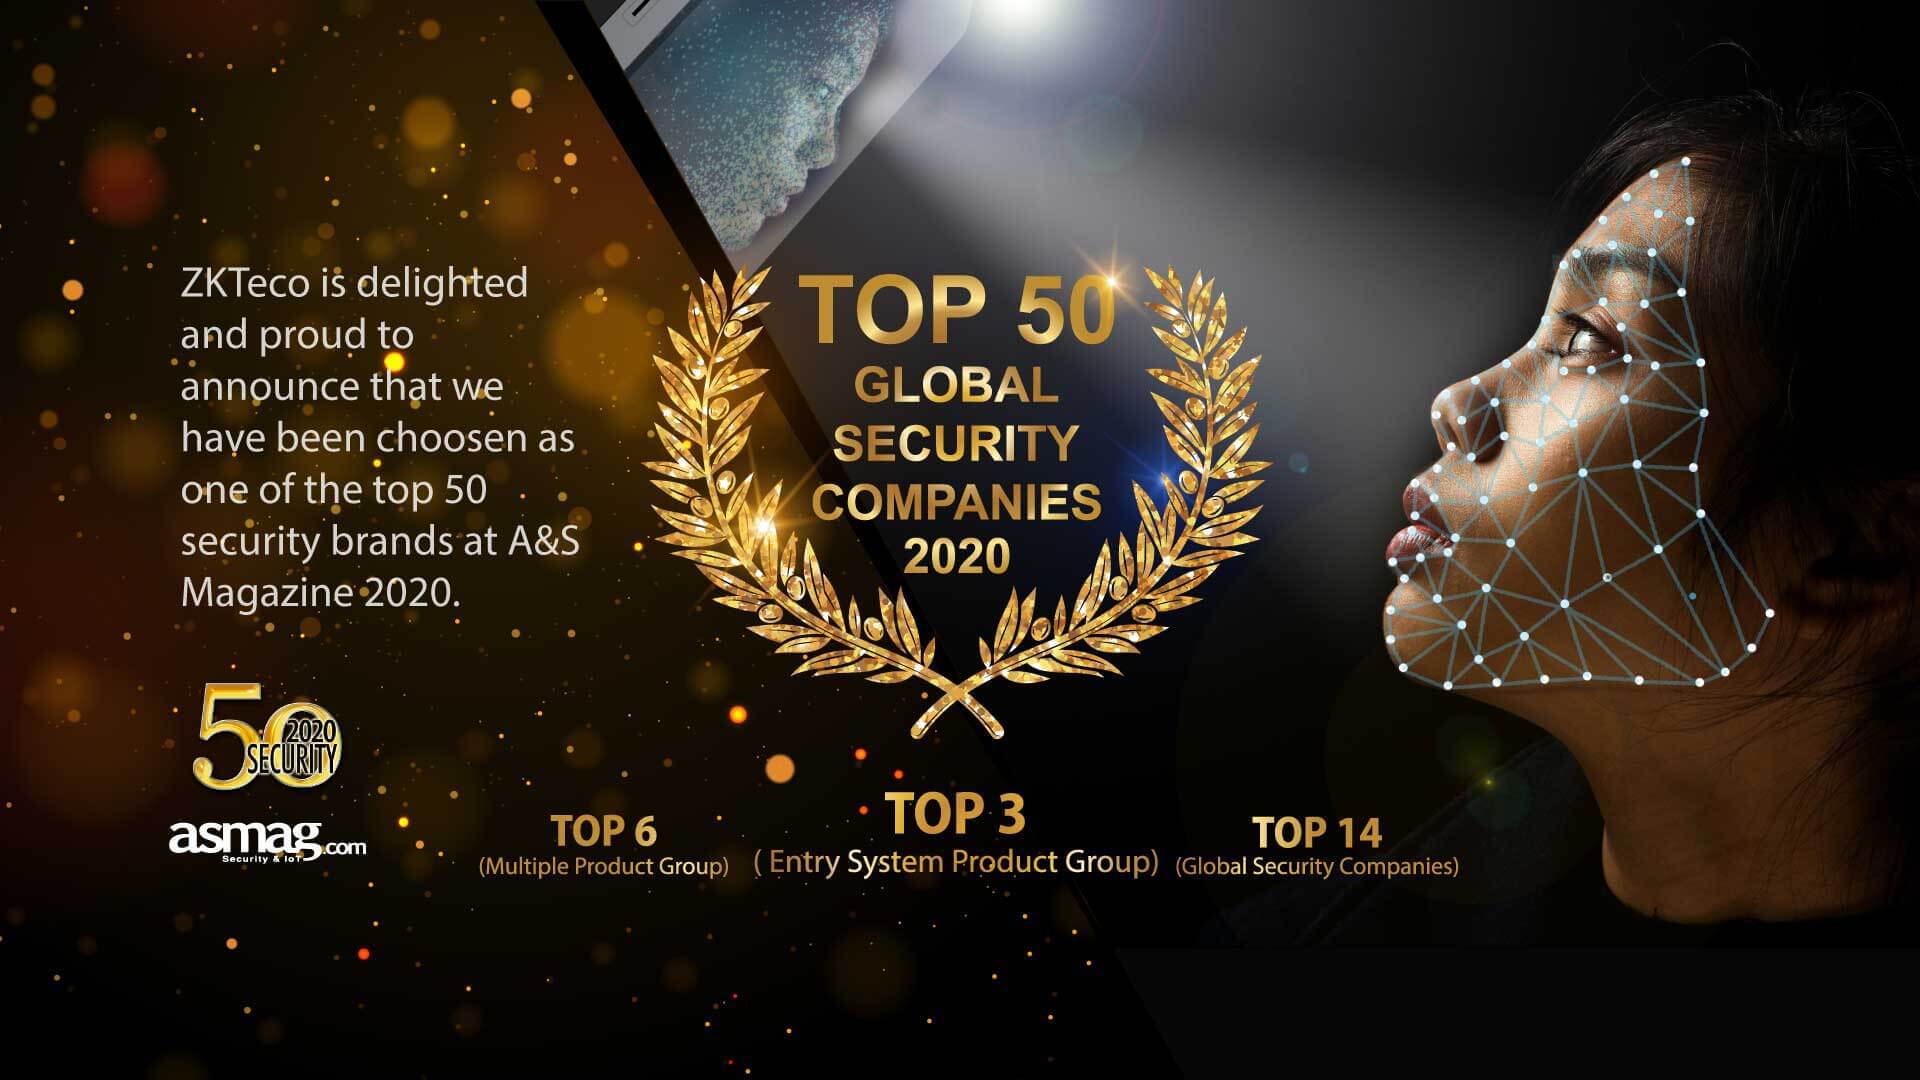 ZKTeco is delighted
and proud to
announce that we
have been choosen as
one of the top 50
security brands at A&S
Magazine 2020.
TOP 50
GLOBAL
SECURITY
COMPANIES
2020
50
2020
SECURITY
asmag.com
Security & IoT
TOP 6
(Multiple Product Group)
TOP 3
( Entry System Product Group)
TOP 14
(Global Security Companies)